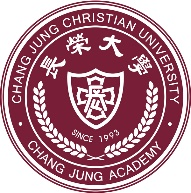 CHANG JUNG CHRISTIAN UNIVERSITY
長榮大學
SINCE 1993
CHANG JUNG ACADEMY